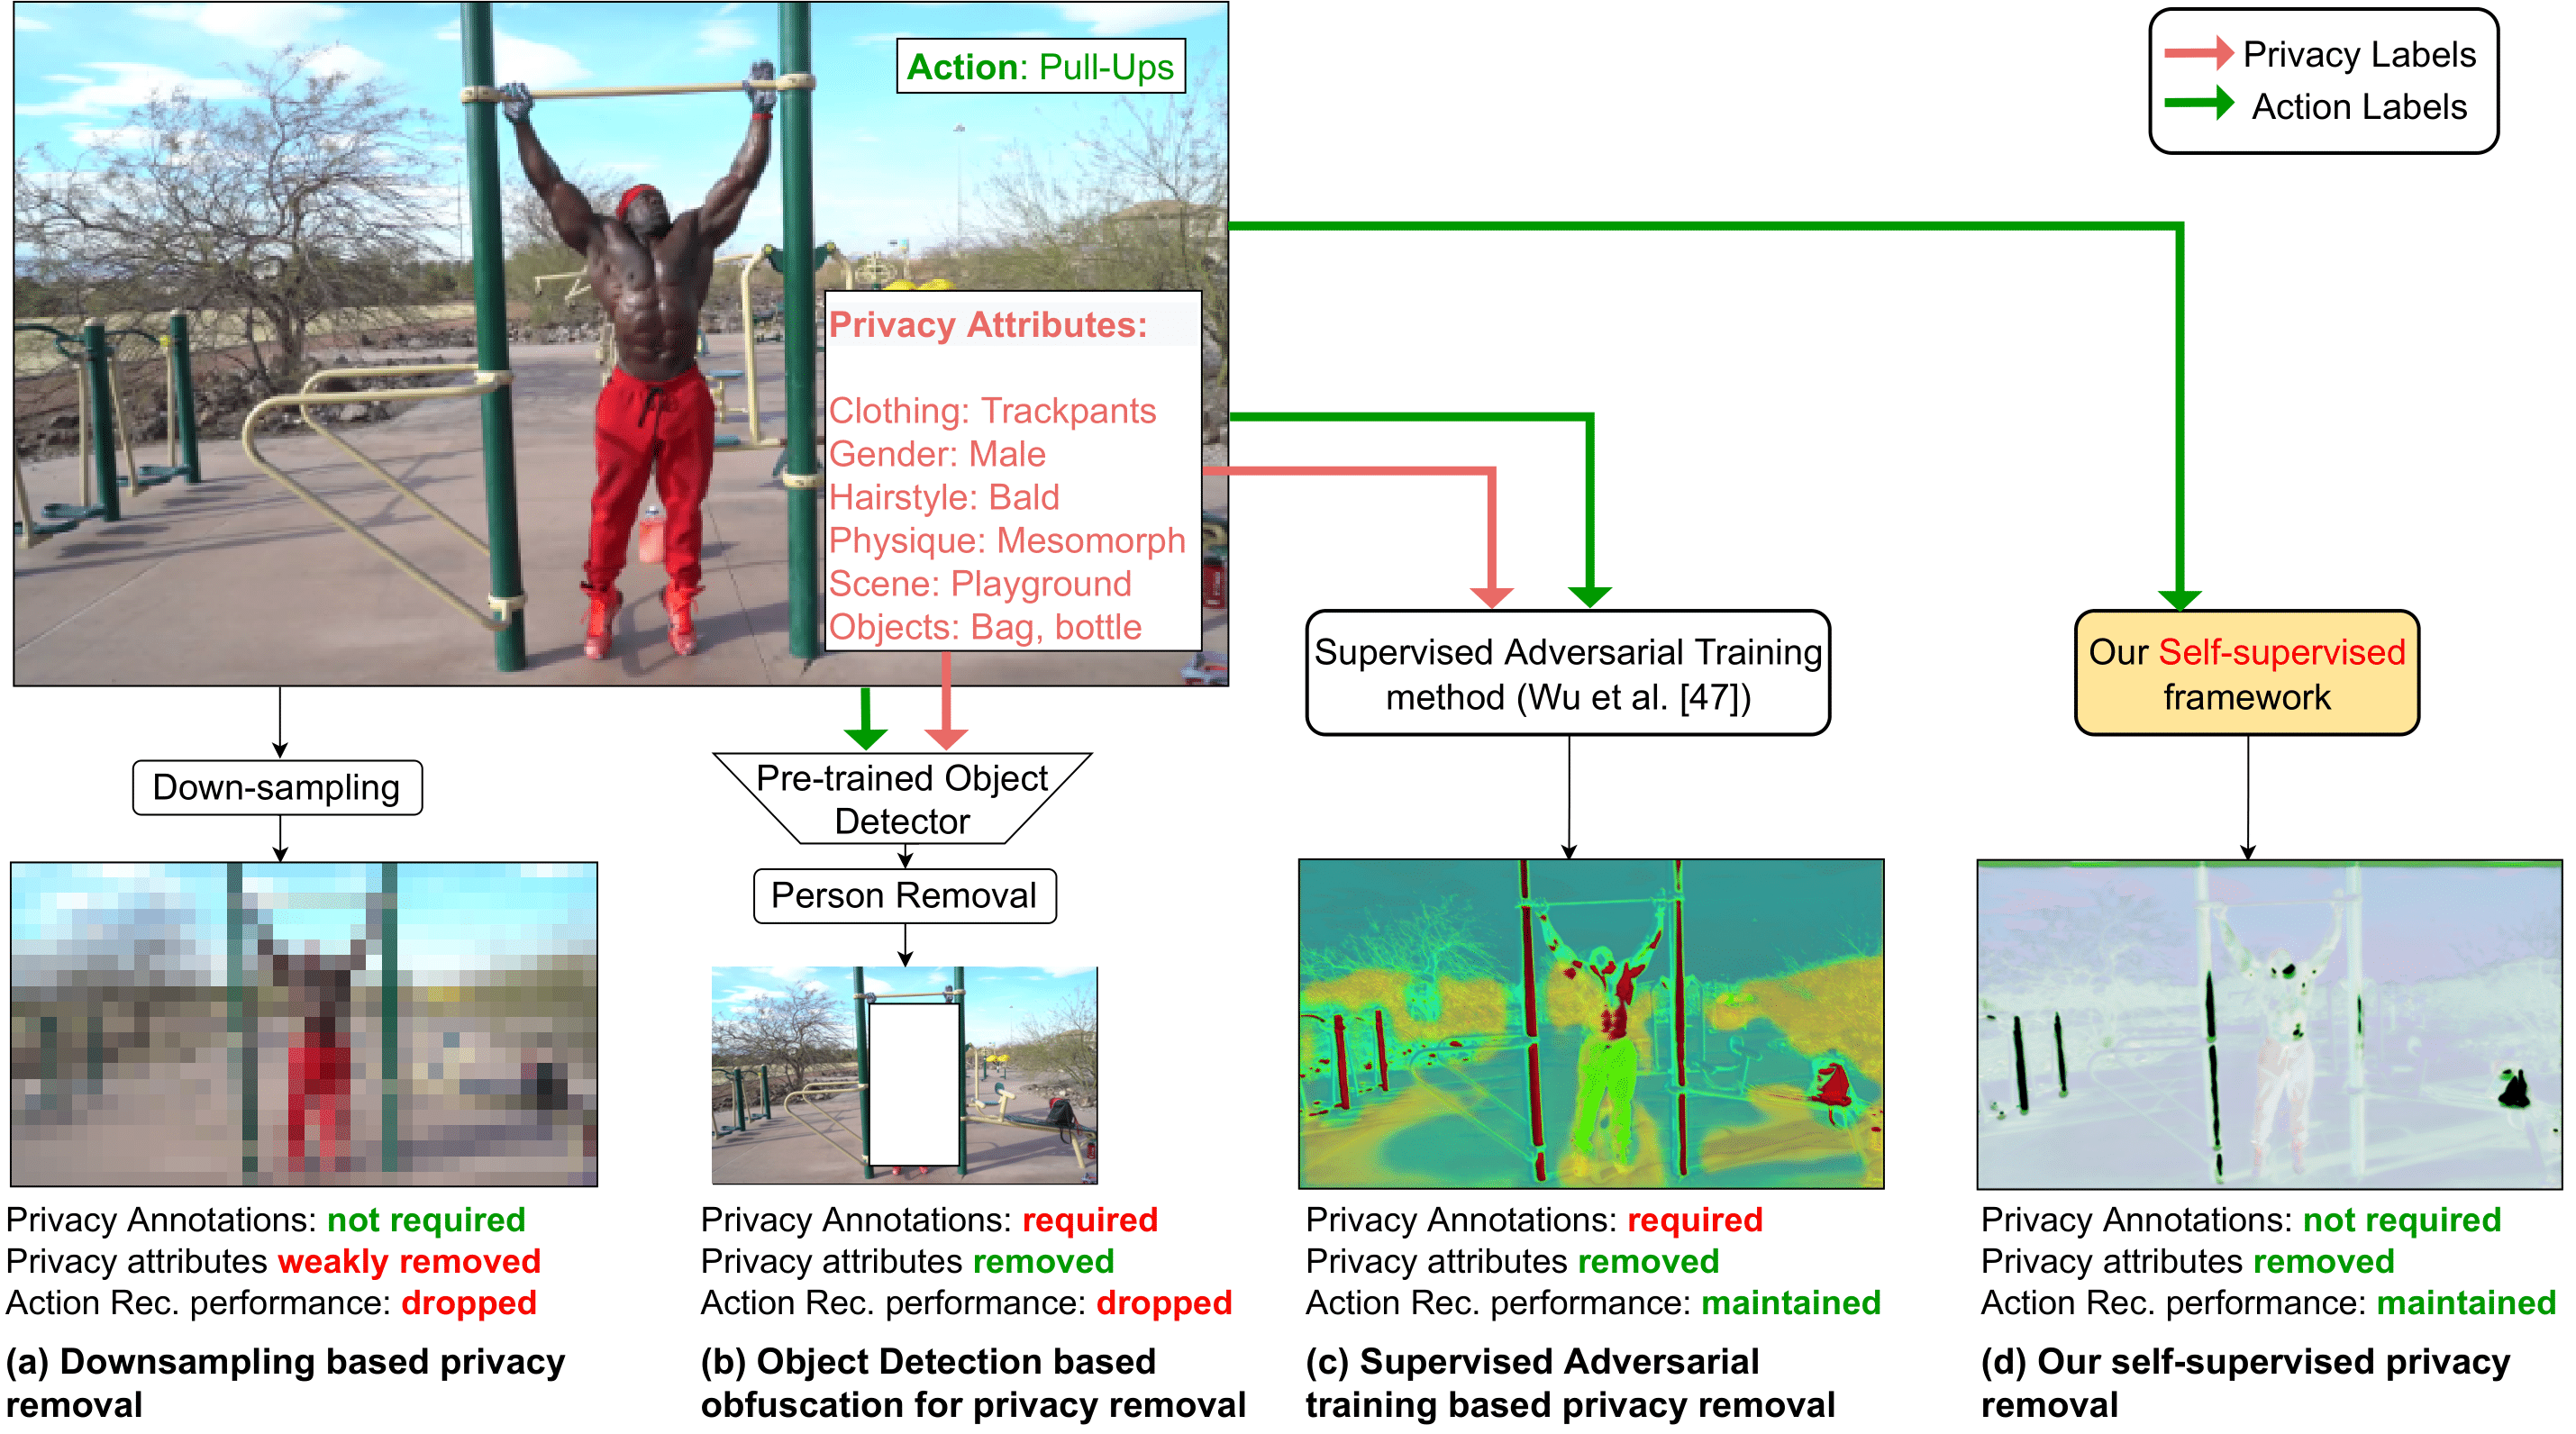 Action: Pull-Ups
Privacy Labels
Action Labels
Privacy Attributes:
Clothing: Trackpants
Gender: Male
Hairstyle: Bald
Physique: Mesomorph
Scene: Playground
Objects: Bag, bottle
Supervised Adversarial Training
method (Wu et al. [47])
Our Self-supervised
framework
Down-sampling
Pre-trained Object
Detector
Person Removal
Privacy Annotations: not required
Privacy attributes weakly removed
Action Rec. performance: dropped
(a) Downsampling based privacy
removal
Privacy Annotations: required
Privacy attributes removed
Action Rec. performance: dropped
(b) Object Detection based
obfuscation for privacy removal
Privacy Annotations: required
Privacy attributes removed
Action Rec. performance: maintained
(c) Supervised Adversarial
training based privacy removal
Privacy Annotations: not required
Privacy attributes removed
Action Rec. performance: maintained
(d) Our self-supervised privacy
removal